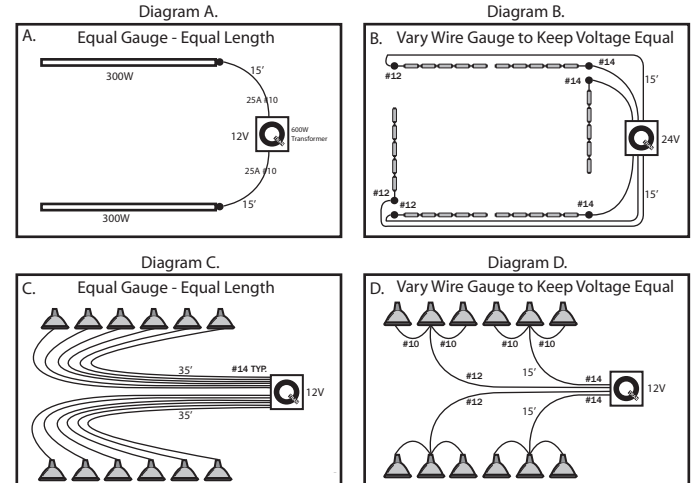 Diagram A.
A. Equal Gauge - Equal Length
300W
15’
25A #10
12V
600W
Transformer
25A #10
15’
300W
Diagram B.
B. Vary Wire Gauge to Keep Voltage Equal
#12
#14
#14
15’
24V
#12
#12
#14
15’
Diagram C.
C. Equal Gauge - Equal Length
35’
#14 TYP.
12V
35’
Diagram D.
D. Vary Wire Gauge to Keep Voltage Equal
#10
#10
#10
#10
#12
15’
#14
12V
#12
#14
15’